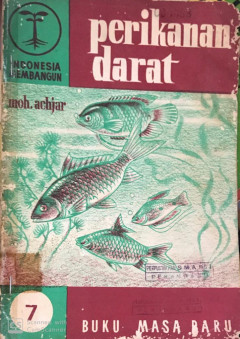 perikanan
darat
INDONESIA
MEMBANGUN
moh. achjar
7
BUKU MASA BARU